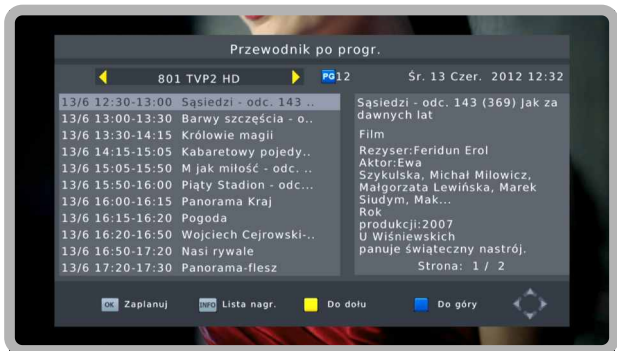 Przewodnik po progr.
801 TVP2 HD
PG12
Śr. 13 Czer. 2012 12:32
13/6 12:30-13:00 Sąsiedzi - odc. 143 ..
13/6 13:00-13:30 Barwy szczęścia - o..
13/6 13:30-14:15 Królowie magii
13/6 14:15-15:05 Kabaretowy pojedy..
13/6 15:05-15:50 M jak miłość - odc. ..
13/6 15:50-16:00 Piąty Stadion - odc...
13/6 16:00-16:15 Panorama Kraj
13/6 16:15-16:20 Pogoda
13/6 16:20-16:50 Wojciech Cejrowski-..
13/6 16:50-17:20 Nasi rywale
13/6 17:20-17:30 Panorama-flesz
Sąsiedzi - odc. 143 (369) Jak za
dawnych lat
Film
Rezyser:Feridun Erol
Aktor:Ewa
Szykulska, Michał Milowicz,
Małgorzata Lewińska, Marek
Siudym, Mak...
Rok
produkcji:2007
U Wiśniewskich
panuje świąteczny nastrój.
Strona: 1 / 2
OK Zaplanuj
INFO Lista nagr.
Do dołu
Do góry